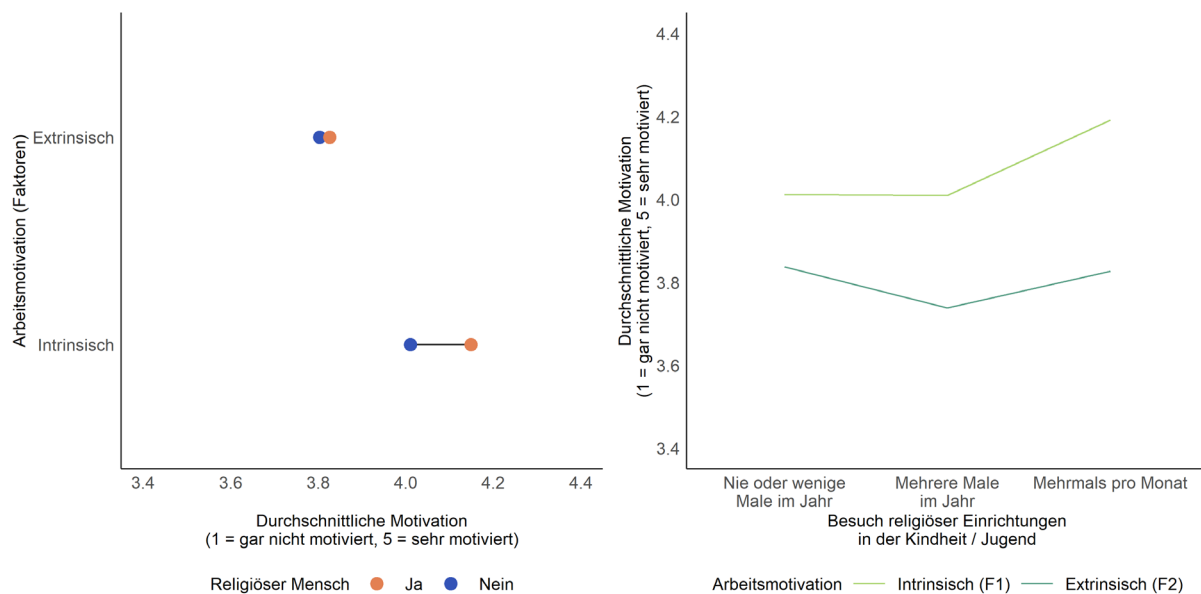 Arbeitsmotivation (Faktoren)
Extrinsisch
Intrinsisch
3.4
3.6
3.8
4.0
4.2
4.4
Durchschnittliche Motivation
(1 = gar nicht motiviert, 5 = sehr motiviert)
Religiöser Mensch Ja Nein
Durchschnittliche Motivation
(1 = gar nicht motiviert, 5 = sehr motiviert)
4.4
4.2
4.0
3.8
3.6
3.4
Nie oder wenige
Male im Jahr
Mehrere Male
im Jahr
Mehrmals pro Monat
Besuch religiöser Einrichtungen
in der Kindheit / Jugend
Arbeitsmotivation Intrinsisch (F1) Extrinsisch (F2)